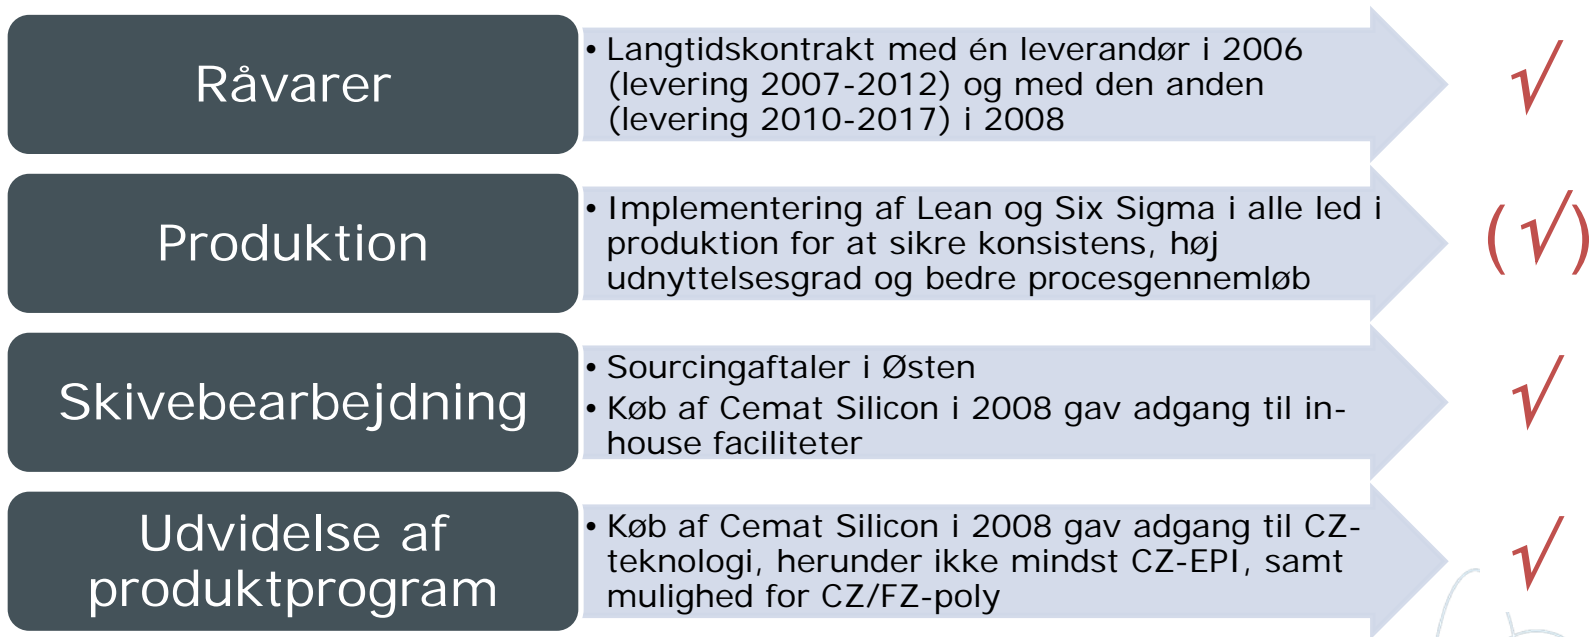 Råvarer
• Langtidskontrakt med én leverandør i 2006
(levering 2007-2012) og med den anden
(levering 2010-2017) i 2008
√
Produktion
• Implementering af Lean og Six Sigma i alle led i
produktion for at sikre konsistens, høj
udnyttelsesgrad og bedre procesgennemløb
(√)
Skivebearbejdning
• Sourcingaftaler i Østen
• Køb af Cemat Silicon i 2008 gav adgang til in-
house faciliteter
√
Udvidelse af
produktprogram
• Køb af Cemat Silicon i 2008 gav adgang til CZ-
teknologi, herunder ikke mindst CZ-EPI, samt
mulighed for CZ/FZ-poly
√